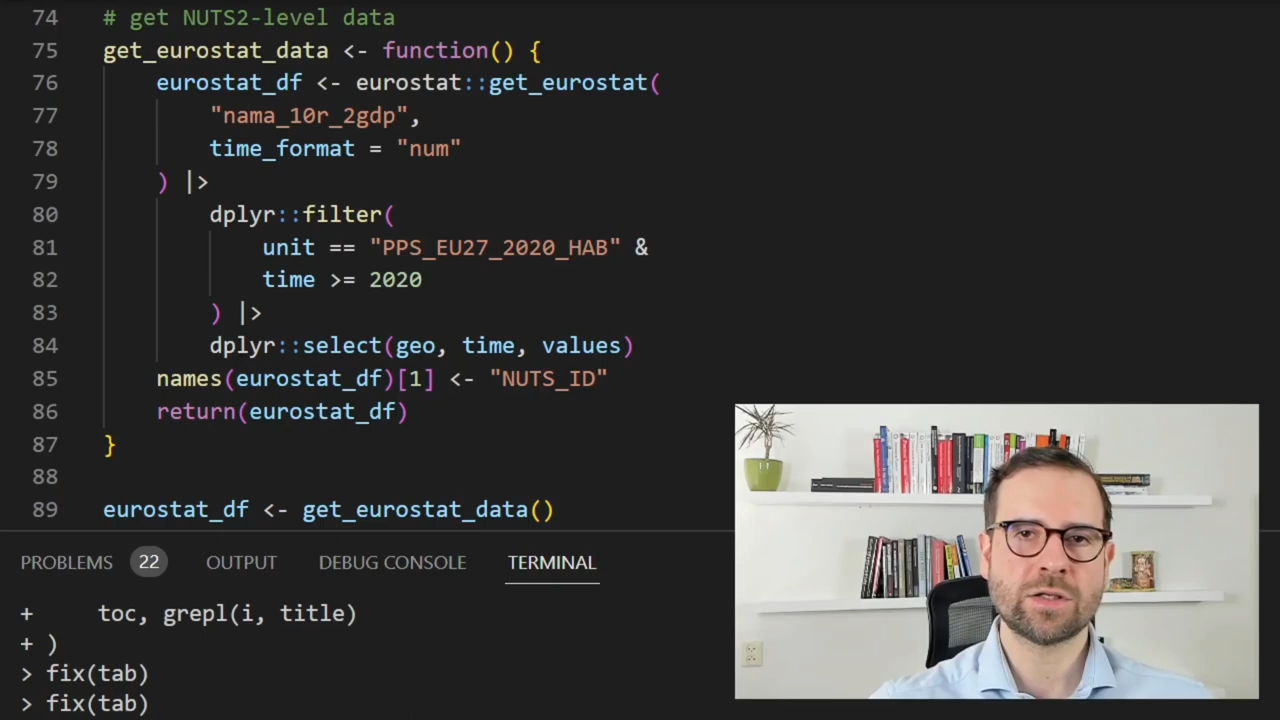 74 # get NUTS2-level data
75 get_eurostat_data <- function() {
76 eurostat_df <- eurostat::get_eurostat(
77 "nama_10r_2gdp",
78 time_format = "num"
79 ) |>
80 dplyr::filter(
81 unit == "PPS_EU27_2020_HAB" &
82 time >= 2020
83 ) |>
84 dplyr::select(geo, time, values)
85 names(eurostat_df)[1] <- "NUTS_ID"
86 return(eurostat_df)
87 }
88
89 eurostat_df <- get_eurostat_data()
PROBLEMS 22 OUTPUT DEBUG CONSOLE TERMINAL
+ toc, grepl(i, title)
+ )
> fix(tab)
> fix(tab)